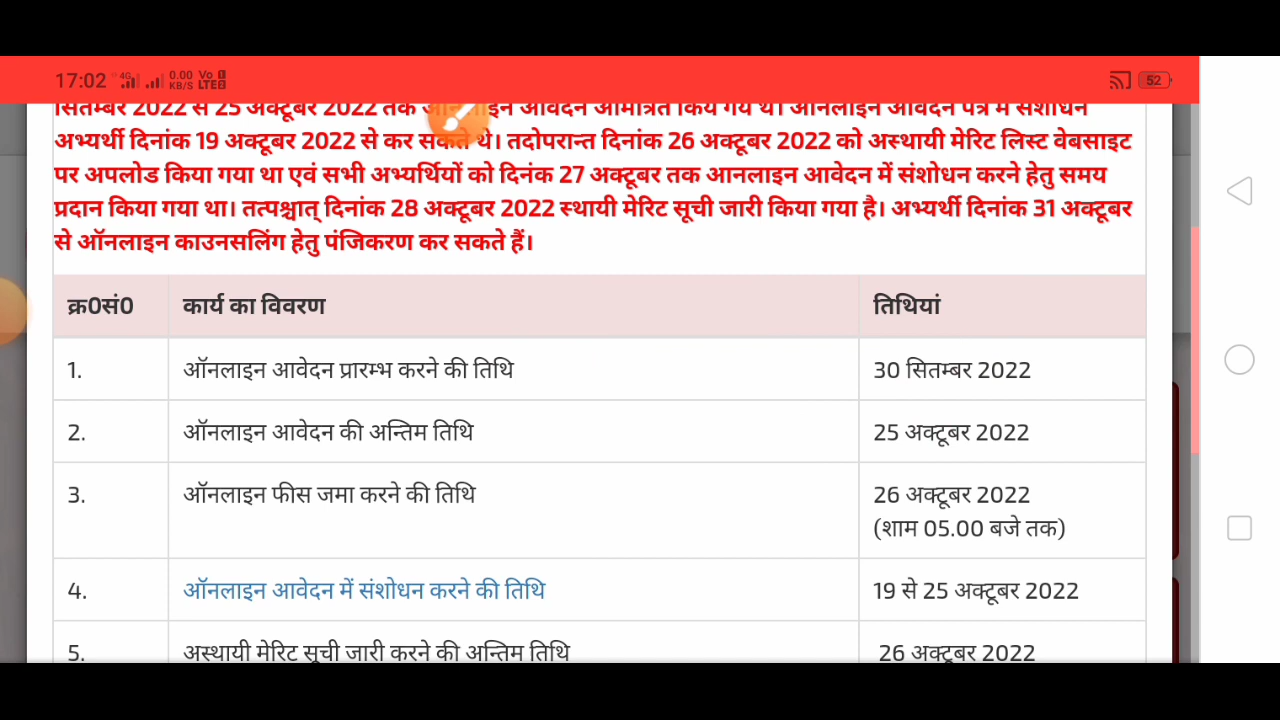 17:02 4G 0.00 KB/S Vo LTE 52
सितम्बर 2022 से 25 अक्टूबर 2022 तक ऑनलाइन आवेदन आमंत्रित किये गये थे। ऑनलाइन आवेदन पत्र में संशोधन
अभ्यर्थी दिनांक 19 अक्टूबर 2022 से कर सकते थे। तदोपरान्त दिनांक 26 अक्टूबर 2022 को अस्थायी मेरिट लिस्ट वेबसाइट
पर अपलोड किया गया था एवं सभी अभ्यर्थियों को दिनंक 27 अक्टूबर तक आनलाइन आवेदन में संशोधन करने हेतु समय
प्रदान किया गया था। तत्पश्चात् दिनांक 28 अक्टूबर 2022 स्थायी मेरिट सूची जारी किया गया है। अभ्यर्थी दिनांक 31 अक्टूबर
से ऑनलाइन काउनसलिंग हेतु पंजिकरण कर सकते हैं।
क्र0सं0 कार्य का विवरण तिथियां
1. ऑनलाइन आवेदन प्रारम्भ करने की तिथि 30 सितम्बर 2022
2. ऑनलाइन आवेदन की अन्तिम तिथि 25 अक्टूबर 2022
3. ऑनलाइन फीस जमा करने की तिथि 26 अक्टूबर 2022
(शाम 05.00 बजे तक)
4. ऑनलाइन आवेदन में संशोधन करने की तिथि 19 से 25 अक्टूबर 2022
5. अस्थायी मेरिट सूची जारी करने की अन्तिम तिथि 26 अक्टूबर 2022